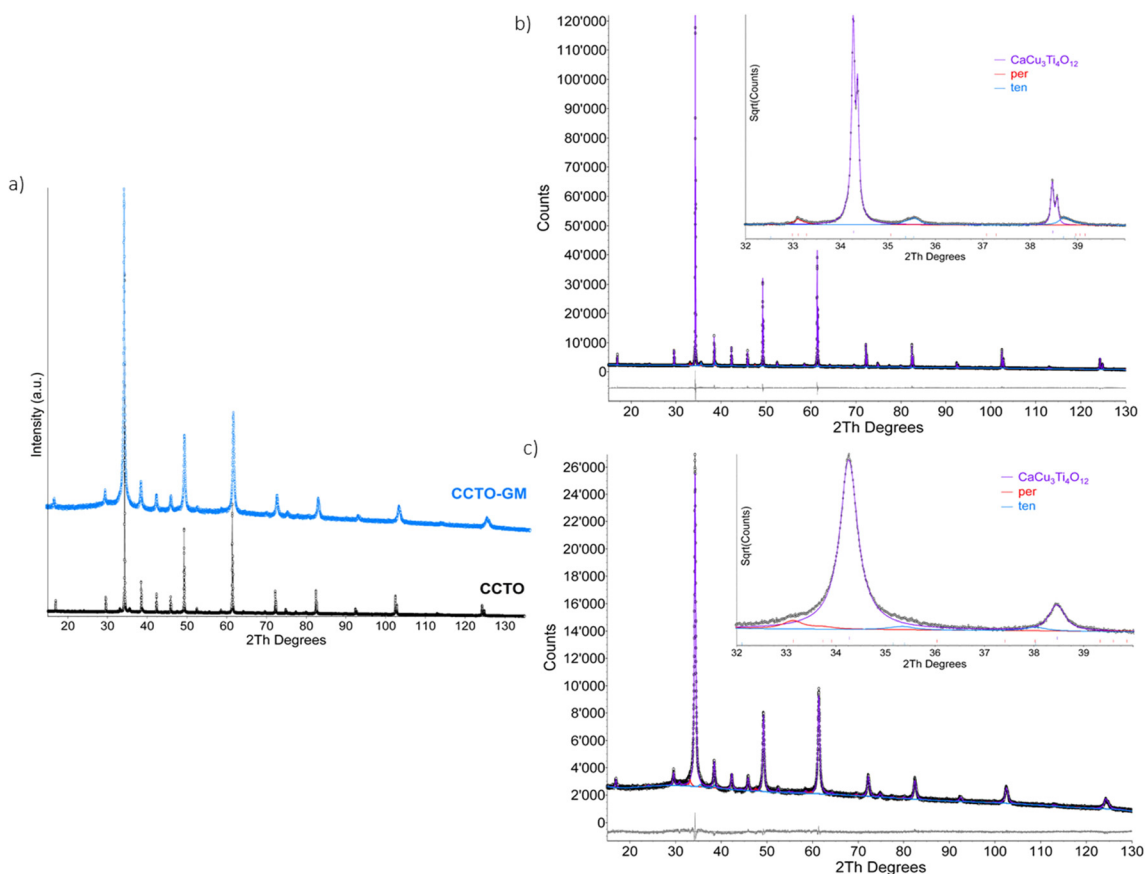 a)
Intensity (a.u.)
CCTO-GM
CCTO
20 30 40 50 60 70 80 90 100 110 120 130
2Th Degrees
b)
120'000
110'000
100'000
90'000
80'000
70'000
60'000
50'000
40'000
30'000
20'000
10'000
0
Counts
20 30 40 50 60 70 80 90 100 110 120 130
2Th Degrees
Sqrt(Counts)
CaCu₃Ti₄O₁₂
per
ten
32 33 34 35 36 37 38 39
2Th Degrees
c)
26'000
24'000
22'000
20'000
18'000
16'000
14'000
12'000
10'000
8'000
6'000
4'000
2'000
0
Counts
20 30 40 50 60 70 80 90 100 110 120 130
2Th Degrees
Sqrt(Counts)
CaCu₃Ti₄O₁₂
per
ten
32 33 34 35 36 37 38 39
2Th Degrees